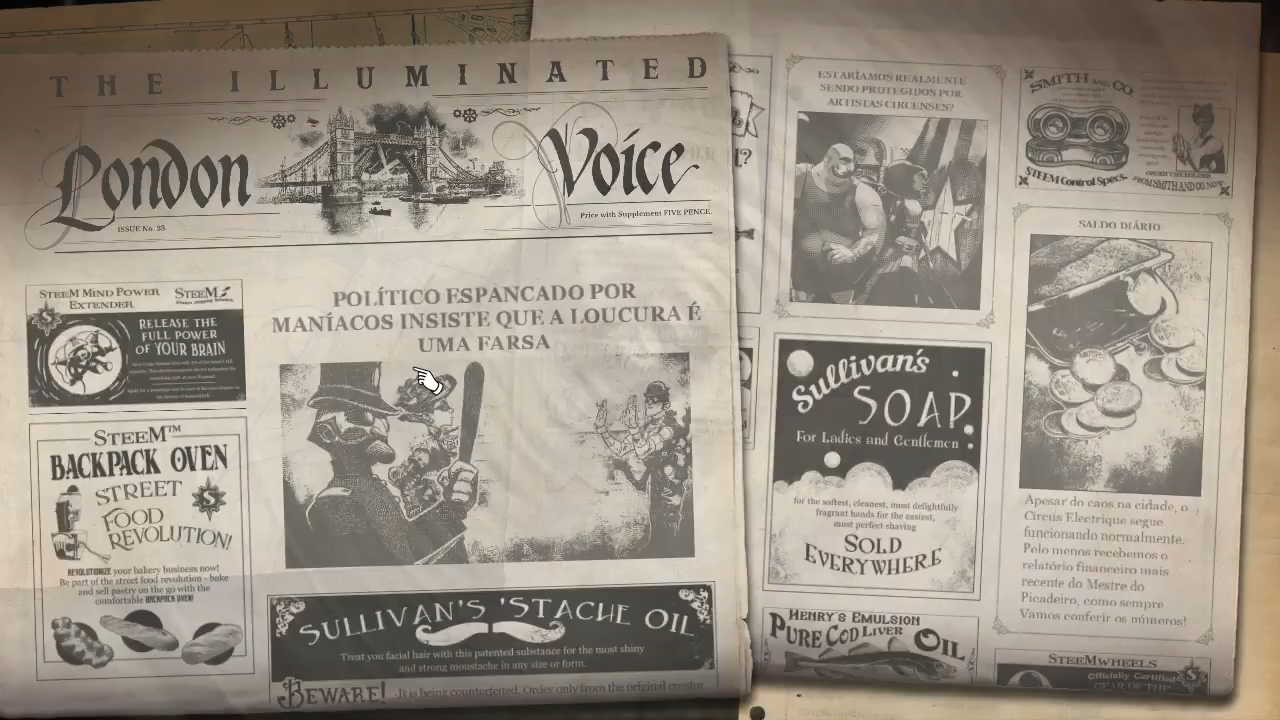 THE ILLUMINATED
London Voice
ISSUE No. 23
Price with Supplement FIVE PENCE.
STEEM MIND POWER
EXTENDER
STEEM
RELEASE THE
FULL POWER
OF YOUR BRAIN
STEEM™
BACKPACK OVEN
STREET
FOOD
REVOLUTION!
REVOLUTIONIZE your bakery business now!
Be part of the street food revolution - bake
and sell pastry on the go with the
comfortable BACKPACK OVEN!
POLÍTICO ESPANCADO POR
MANÍACOS INSISTE QUE A LOUCURA É
UMA FARSA
SULLIVAN'S 'STACHE OIL
Treat you facial hair with this patented substance for the most shiny
and strong moustache in any size or form.
BEWARE! It is being counterfeited. Order only from the original creator
ESTARÍAMOS REALMENTE
SENDO PROTEGIDOS POR
ARTISTAS CIRCENSES?
Sullivan's
SOAP
For Ladies and Gentlemen
for the softest, cleanest, most delightfully
fragrant hands for the easiest,
most perfect shaving
SOLD
EVERYWHERE
HENRY'S EMULSION
PURE COD LIVER OIL
SMITH AND CO.
STEEM Control Specs.
SALDO DIÁRIO
Apesar do caos na cidade, o
Circus Electrique segue
funcionando normalmente.
Pelo menos recebemos o
relatório financeiro mais
recente do Mestre do
Picadeiro, como sempre
Vamos conferir os números!
STEEMWHEELS
Officially Certified